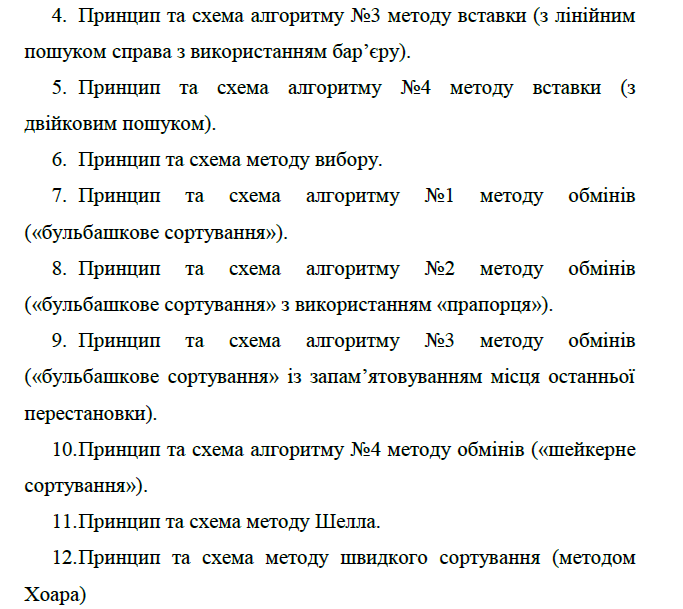 4. Принцип та схема алгоритму №3 методу вставки (з лінійним
пошуком справа з використанням бар’єру).
5. Принцип та схема алгоритму №4 методу вставки (з
двійковим пошуком).
6. Принцип та схема методу вибору.
7. Принцип та схема алгоритму №1 методу обмінів
(«бульбашкове сортування»).
8. Принцип та схема алгоритму №2 методу обмінів
(«бульбашкове сортування» з використанням «прапорця»).
9. Принцип та схема алгоритму №3 методу обмінів
(«бульбашкове сортування» із запам’ятовуванням місця останньої
перестановки).
10.Принцип та схема алгоритму №4 методу обмінів («шейкерне
сортування»).
11.Принцип та схема методу Шелла.
12.Принцип та схема методу швидкого сортування (методом
Хоара)